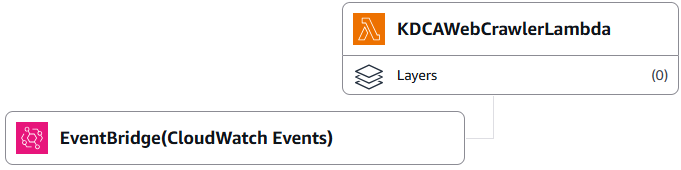 KDCAWebCrawlerLambda
Layers (0)
EventBridge(CloudWatch Events)